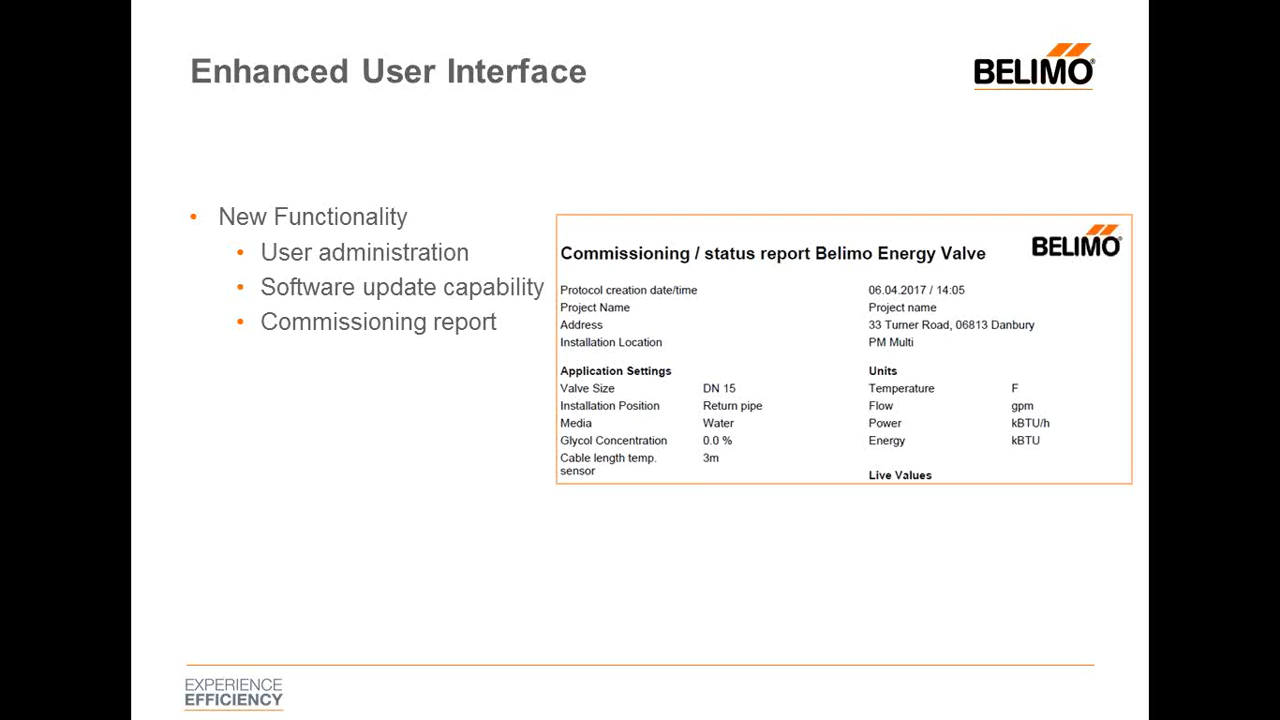 Enhanced User Interface
BELIMO®
• New Functionality
• User administration
• Software update capability
• Commissioning report
BELIMO®
Commissioning / status report Belimo Energy Valve
Protocol creation date/time 06.04.2017 / 14:05
Project Name Project name
Address 33 Turner Road, 06813 Danbury
Installation Location PM Multi
Application Settings Units
Valve Size DN 15 Temperature F
Installation Position Return pipe Flow gpm
Media Water Power kBTU/h
Glycol Concentration 0.0 % Energy kBTU
Cable length temp. 3m
sensor
Live Values
EXPERIENCE
EFFICIENCY